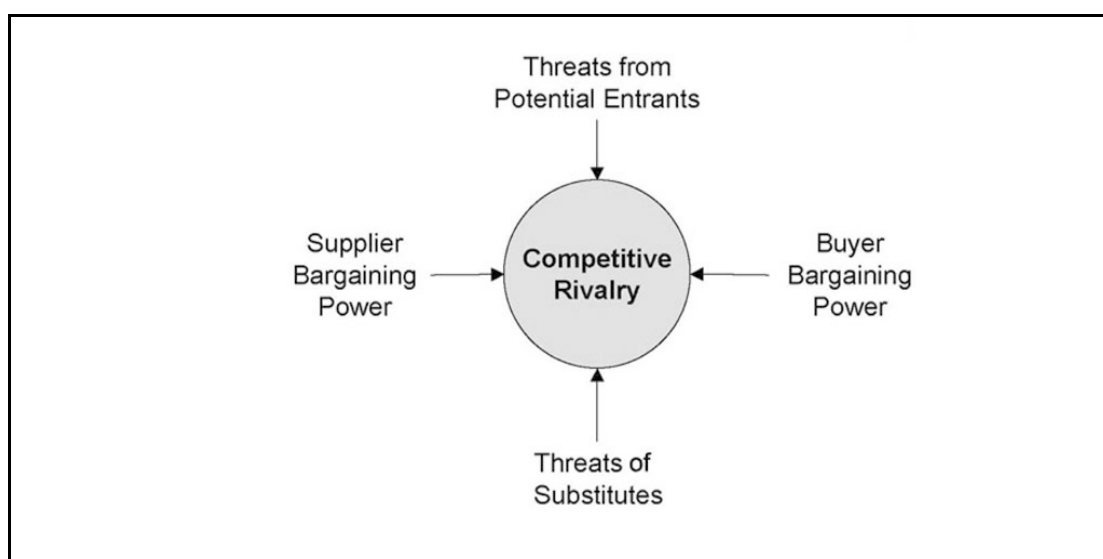 Threats from
Potential Entrants
Supplier
Bargaining
Power
Competitive
Rivalry
Buyer
Bargaining
Power
Threats of
Substitutes